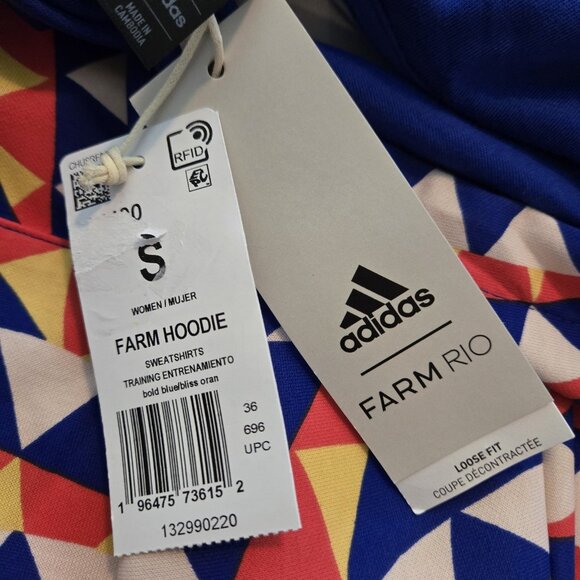 adidas
MADE IN
CAMBODIA
RFID
S
WOMEN / MUJER
FARM HOODIE
SWEATSHIRTS
TRAINING ENTRENAMIENTO
bold blue/bliss oran
36
696
UPC
1 96475 73615 2
132990220
adidas
FARM RIO
LOOSE FIT
COUPE DÉCONTRACTÉE